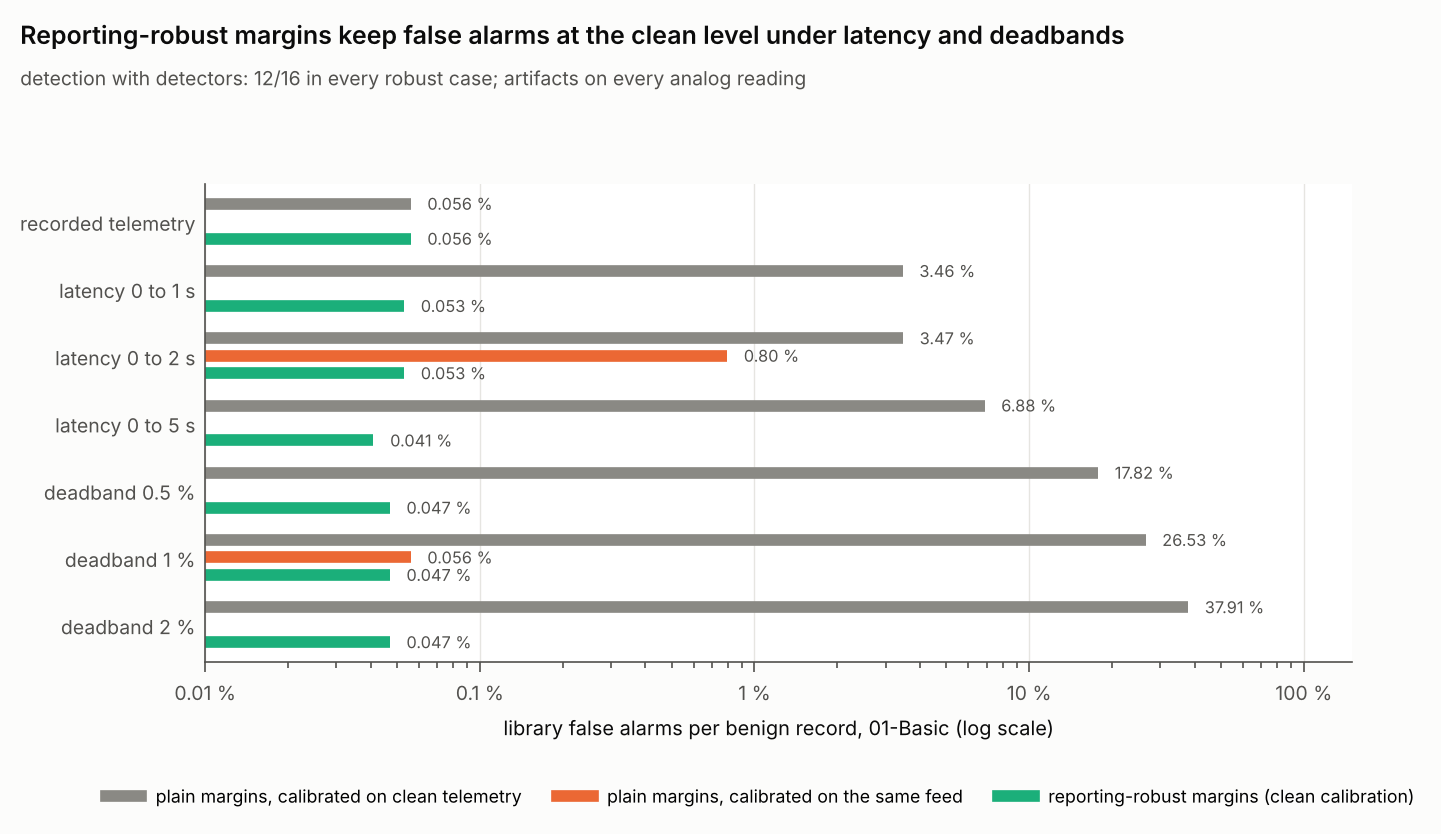 Reporting-robust margins keep false alarms at the clean level under latency and deadbands
detection with detectors: 12/16 in every robust case; artifacts on every analog reading
recorded telemetry
0.056 %
0.056 %
latency 0 to 1 s
3.46 %
0.053 %
latency 0 to 2 s
3.47 %
0.80 %
0.053 %
latency 0 to 5 s
6.88 %
0.041 %
deadband 0.5 %
17.82 %
0.047 %
deadband 1 %
26.53 %
0.056 %
0.047 %
deadband 2 %
37.91 %
0.047 %
0.01 % 0.1 % 1 % 10 % 100 %
library false alarms per benign record, 01-Basic (log scale)
plain margins, calibrated on clean telemetry plain margins, calibrated on the same feed reporting-robust margins (clean calibration)